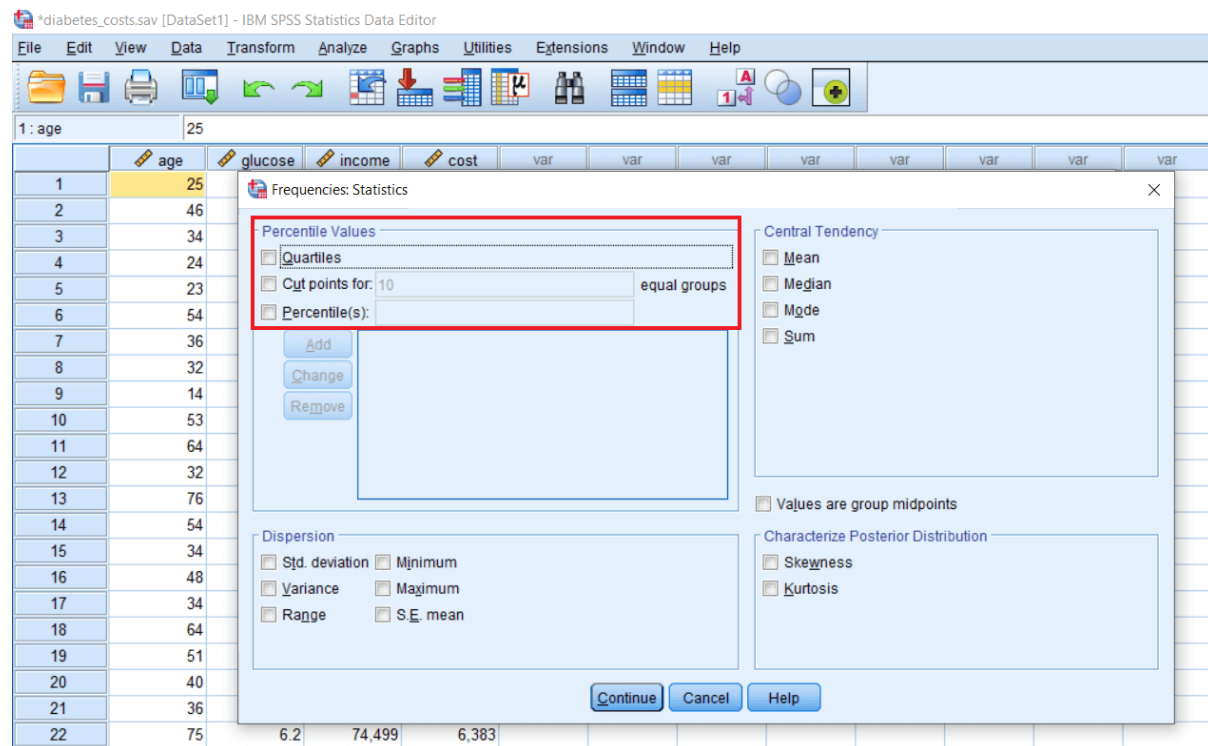 *diabetes_costs.sav [DataSet1] - IBM SPSS Statistics Data Editor
File Edit View Data Transform Analyze Graphs Utilities Extensions Window Help
μ A 1
1 : age 25
age glucose income cost var var var var var var var var
1 25
2 46
3 34
4 24
5 23
6 54
7 36
8 32
9 14
10 53
11 64
12 32
13 76
14 54
15 34
16 48
17 34
18 64
19 51
20 40
21 36
22 75 6.2 74,499 6,383
Frequencies: Statistics
Percentile Values
Quartiles
Cut points for: 10 equal groups
Percentile(s):
Add
Change
Remove
Central Tendency
Mean
Median
Mode
Sum
Values are group midpoints
Dispersion
Std. deviation Minimum
Variance Maximum
Range S.E. mean
Characterize Posterior Distribution
Skewness
Kurtosis
Continue Cancel Help